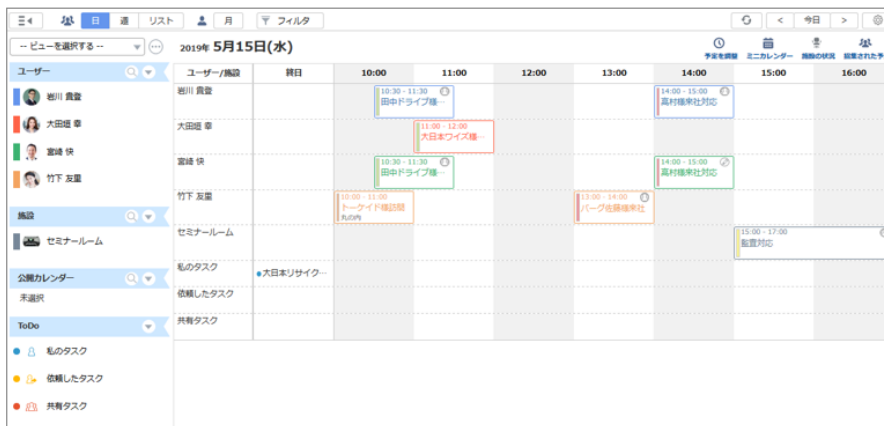 日 週 リスト 月 フィルタ 今日
-- ビューを選択する --
2019年 5月15日(水)
予定を調整 ミニカレンダー 施設の状況
ユーザー
岩川 貴登
大田垣 幸
宮崎 快
竹下 友里
施設
セミナールーム
公開カレンダー
未選択
ToDo
私のタスク
依頼したタスク
共有タスク
ユーザー/施設 終日 10:00 11:00 12:00 13:00 14:00 15:00 16:00
岩川 貴登
10:30 - 11:30
田中ドライブ様…
14:00 - 15:00
高村様来社対応
大田垣 幸
11:00 - 12:00
大日本ワイズ様…
宮崎 快
10:30 - 11:30
田中ドライブ様…
14:00 - 15:00
高村様来社対応
竹下 友里
10:00 - 11:00
トーケイド様訪問
丸の内
13:00 - 14:00
バーグ佐藤様来社
セミナールーム
15:00 - 17:00
監査対応
私のタスク
大日本リサイク…
依頼したタスク
共有タスク